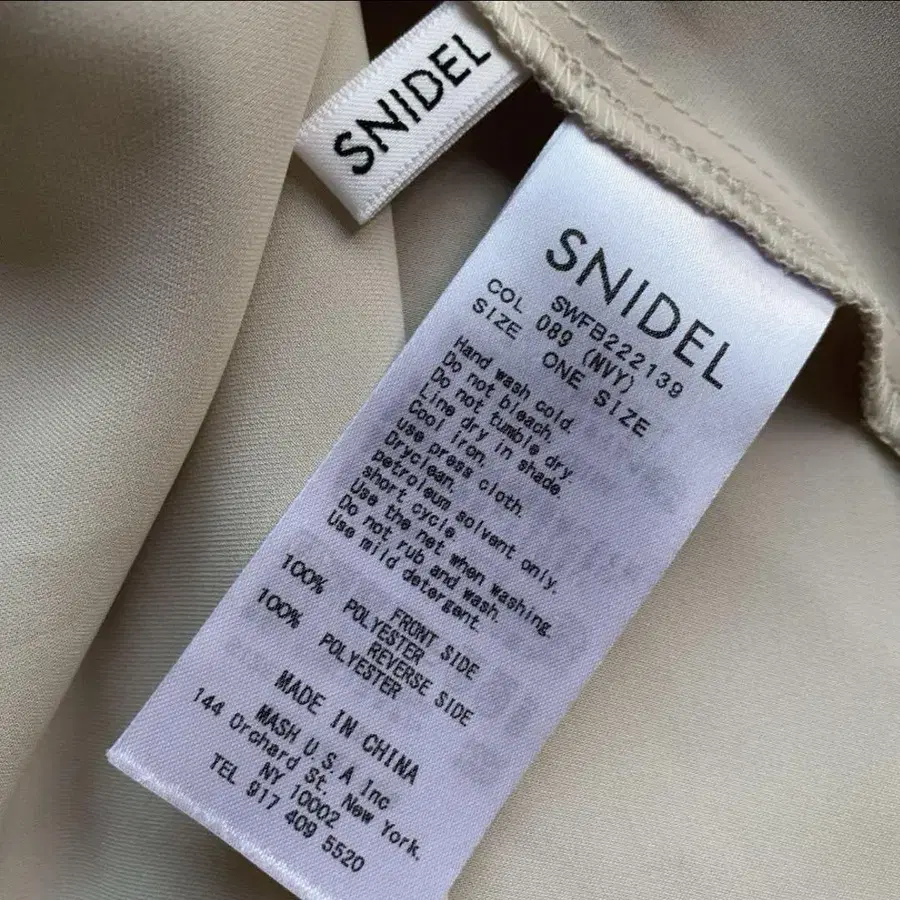 SNIDEL
SNIDEL
SWFB222139
COL 089 (NVY)
SIZE ONE SIZE
Hand wash cold.
Do not bleach.
Do not tumble dry.
Line dry in shade.
Cool iron.
use press cloth.
Dryclean,
petroleum solvent only.
short cycle
Use the net when washing.
Do not rub and wash.
Use mild detergent.
FRONT SIDE
100% POLYESTER
REVERSE SIDE
100% POLYESTER
MADE IN CHINA
MASH U.S.A Inc
144 Orchard St. New York.
NY 10002
TEL 917 409 5520